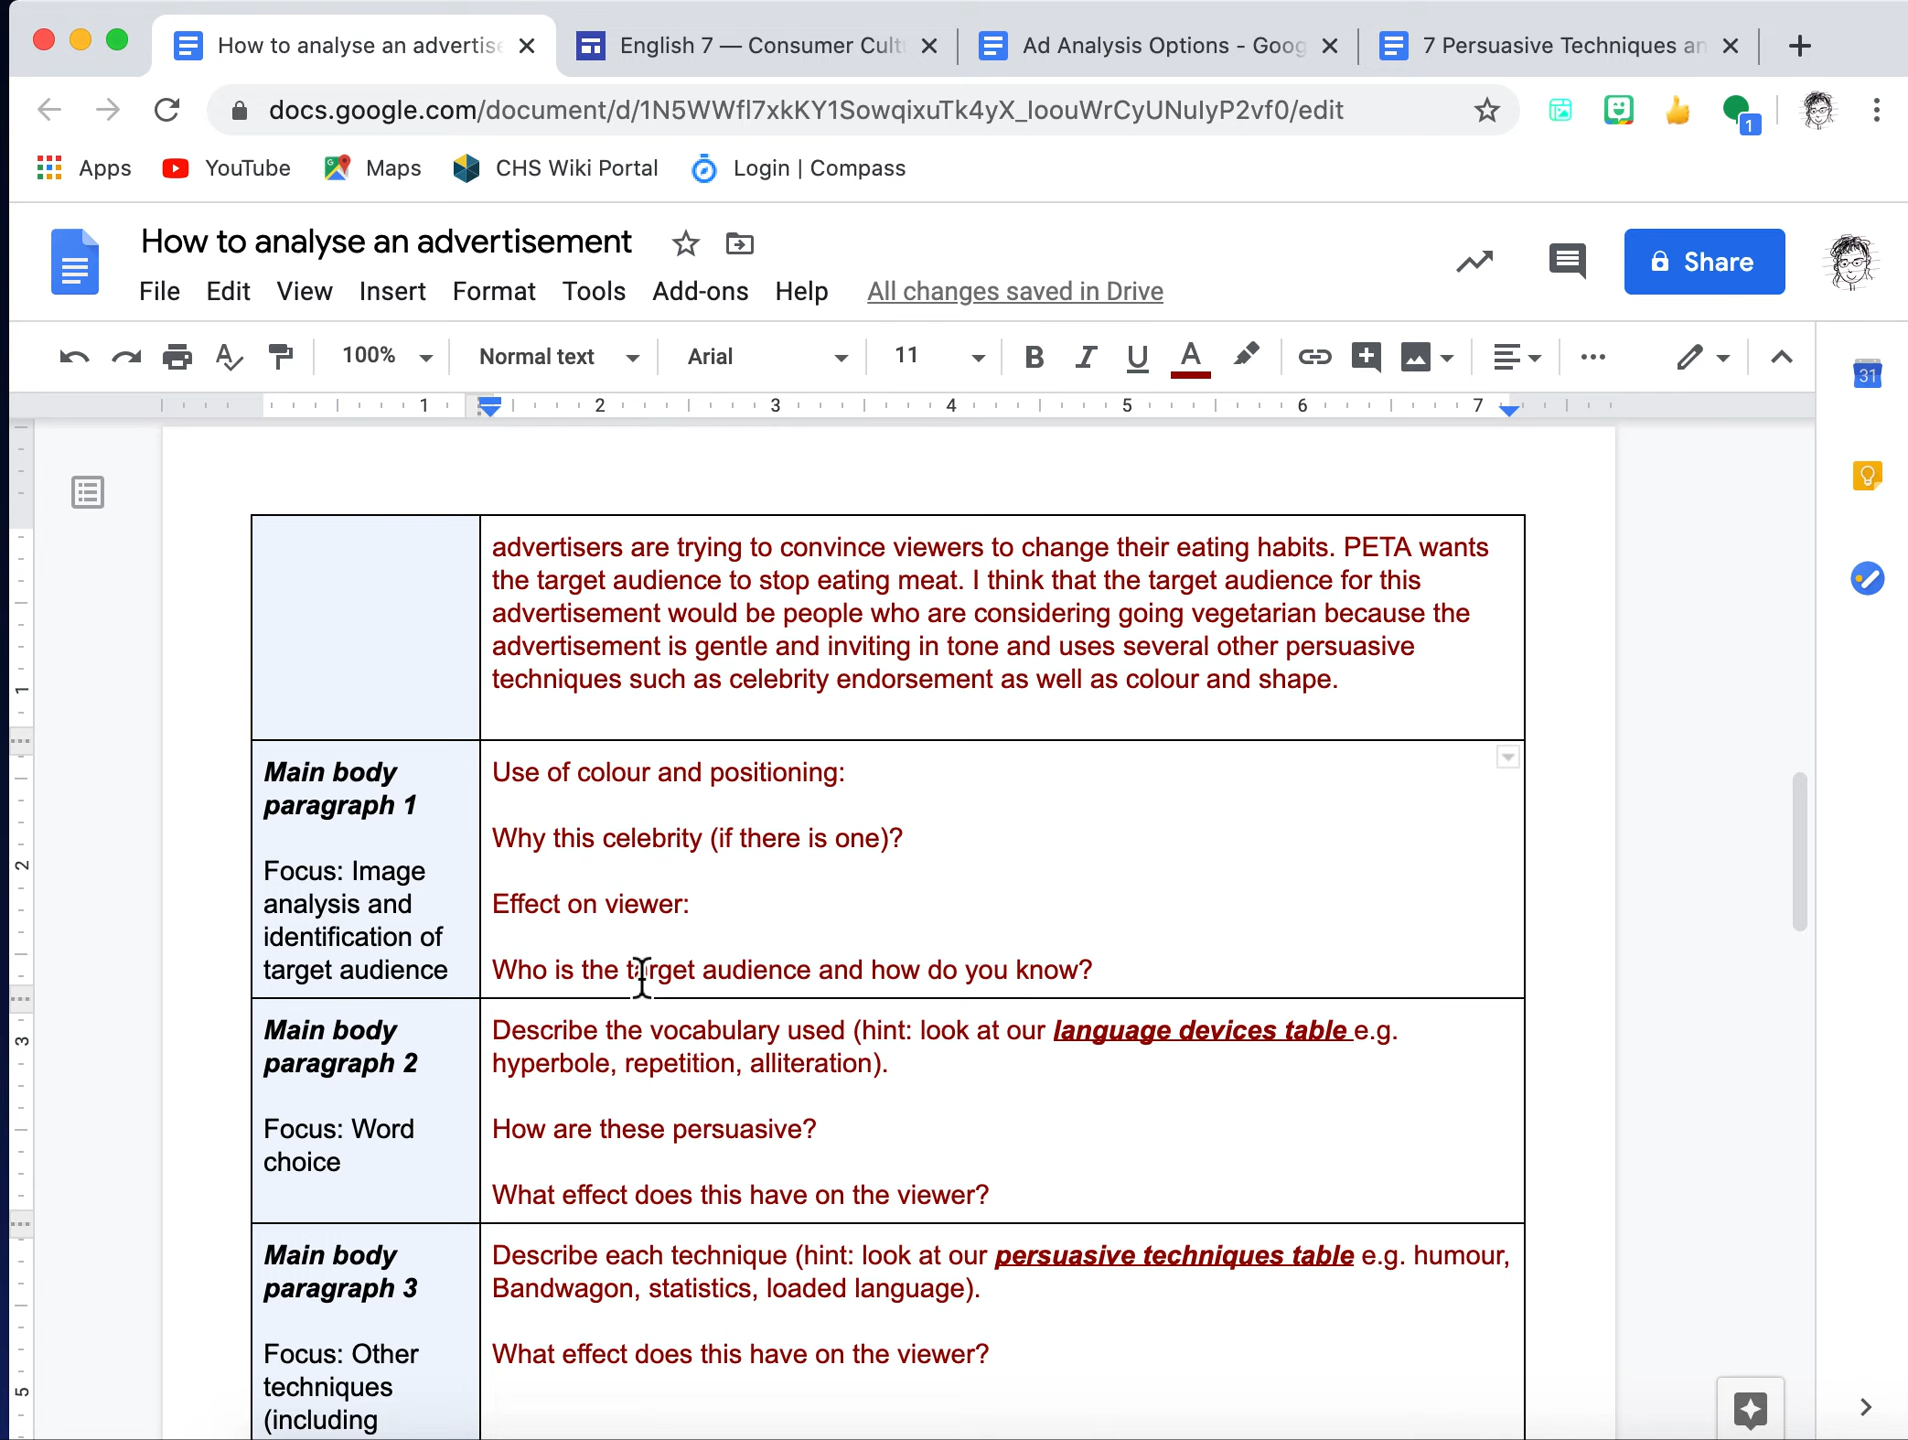 How to analyse an advertise
English 7 — Consumer Cult
Ad Analysis Options - Goog
7 Persuasive Techniques an
docs.google.com/document/d/1N5WWfl7xkKY1SowqixuTk4yX_IoouWrCyUNuIyP2vf0/edit
1
Apps
YouTube
Maps
CHS Wiki Portal
Login | Compass
How to analyse an advertisement
Share
File Edit View Insert Format Tools Add-ons Help All changes saved in Drive
100% Normal text Arial 11 B I U A
31
1 2 3 4 5 6 7
advertisers are trying to convince viewers to change their eating habits. PETA wants
the target audience to stop eating meat. I think that the target audience for this
advertisement would be people who are considering going vegetarian because the
advertisement is gentle and inviting in tone and uses several other persuasive
techniques such as celebrity endorsement as well as colour and shape.
1
2
3
5
Main body
paragraph 1
Focus: Image
analysis and
identification of
target audience
Use of colour and positioning:
Why this celebrity (if there is one)?
Effect on viewer:
Who is the target audience and how do you know?
Main body
paragraph 2
Focus: Word
choice
Describe the vocabulary used (hint: look at our language devices table e.g.
hyperbole, repetition, alliteration).
How are these persuasive?
What effect does this have on the viewer?
Main body
paragraph 3
Focus: Other
techniques
(including
Describe each technique (hint: look at our persuasive techniques table e.g. humour,
Bandwagon, statistics, loaded language).
What effect does this have on the viewer?